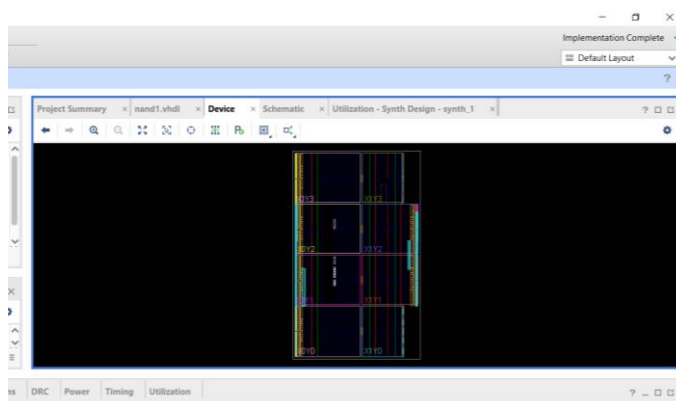 Implementation Complete
Default Layout
?
Project Summary × nand1.vhdl × Device × Schematic × Utilization - Synth Design - synth_1 ×
?
X0Y3 X1Y3
X0Y2 X1Y2
X1Y1
X0Y0 X1Y0
DRC Power Timing Utilization
?